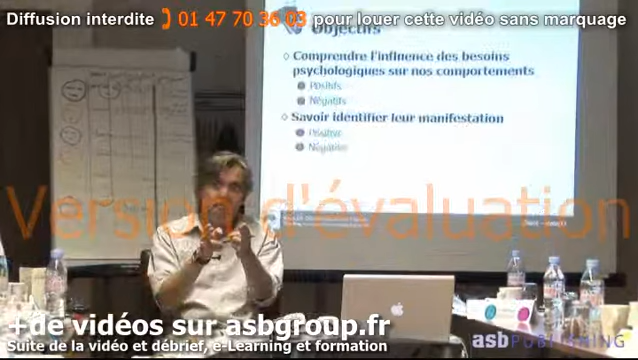 Diffusion interdite 01 47 70 36 03 pour louer cette vidéo sans marquage
Objectifs
Comprendre l'influence des besoins
psychologiques sur nos comportements
Positifs
Négatifs
Savoir identifier leur manifestation
Positive
Négative
Version d'évaluation
+de vidéos sur asbgroup.fr
Suite de la vidéo et débrief, e-Learning et formation
asbPUBLISHING